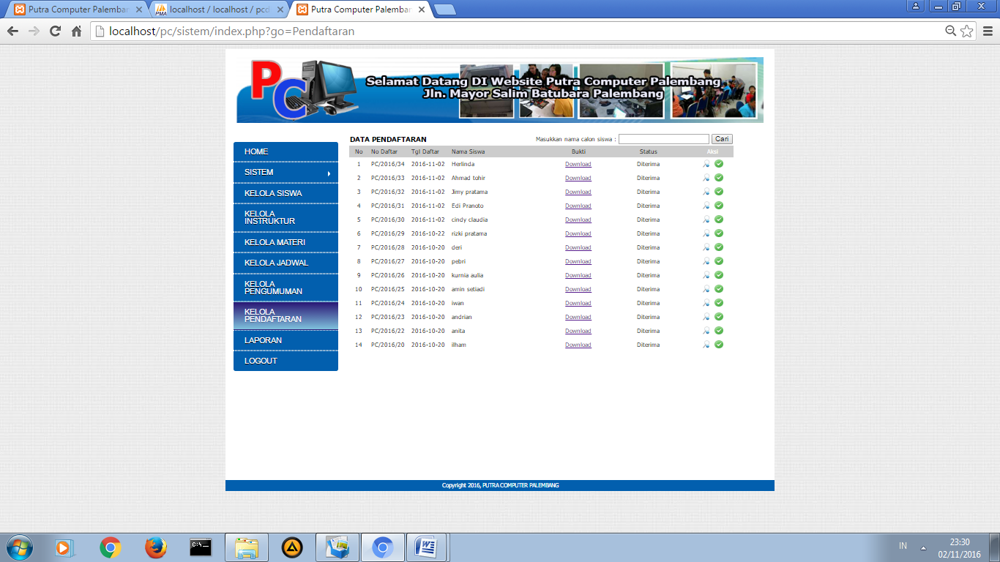 Putra Computer Palembar
localhost / localhost / pcd
Putra Computer Palembar
localhost/pc/sistem/index.php?go=Pendaftaran
PC
Selamat Datang DI Website Putra Computer Palembang
Jln. Mayor Salim Batubara Palembang
HOME
SISTEM
KELOLA SISWA
KELOLA
INSTRUKTUR
KELOLA MATERI
KELOLA JADWAL
KELOLA
PENGUMUMAN
KELOLA
PENDAFTARAN
LAPORAN
LOGOUT
DATA PENDAFTARAN Masukkan nama calon siswa : Cari
No No Daftar Tgl Daftar Nama Siswa Bukti Status Aksi
1 PC/2016/34 2016-11-02 Herlinda Download Diterima
2 PC/2016/33 2016-11-02 Ahmad tohir Download Diterima
3 PC/2016/32 2016-11-02 Jimy pratama Download Diterima
4 PC/2016/31 2016-11-02 Edi Pranoto Download Diterima
5 PC/2016/30 2016-11-02 cindy claudia Download Diterima
6 PC/2016/29 2016-10-22 rizki pratama Download Diterima
7 PC/2016/28 2016-10-20 deri Download Diterima
8 PC/2016/27 2016-10-20 pebri Download Diterima
9 PC/2016/26 2016-10-20 kurnia aulia Download Diterima
10 PC/2016/25 2016-10-20 amin setiadi Download Diterima
11 PC/2016/24 2016-10-20 iwan Download Diterima
12 PC/2016/23 2016-10-20 andrian Download Diterima
13 PC/2016/22 2016-10-20 anita Download Diterima
14 PC/2016/20 2016-10-20 ilham Download Diterima
Copyright 2016, PUTRA COMPUTER PALEMBANG
IN
23:30
02/11/2016